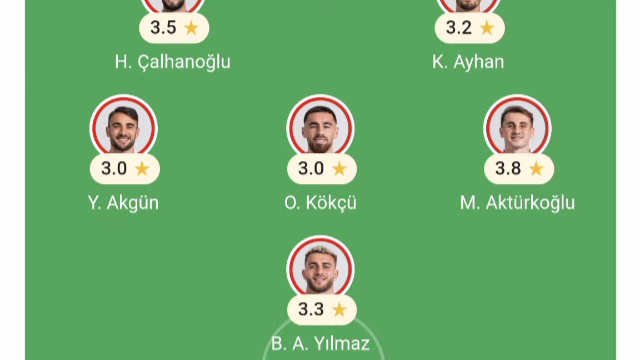 3.5 ★ 3.2 ★
H. Çalhanoğlu K. Ayhan
3.0 ★ 3.0 ★ 3.8 ★
Y. Akgün O. Kökçü M. Aktürkoğlu
3.3 ★
B. A. Yılmaz